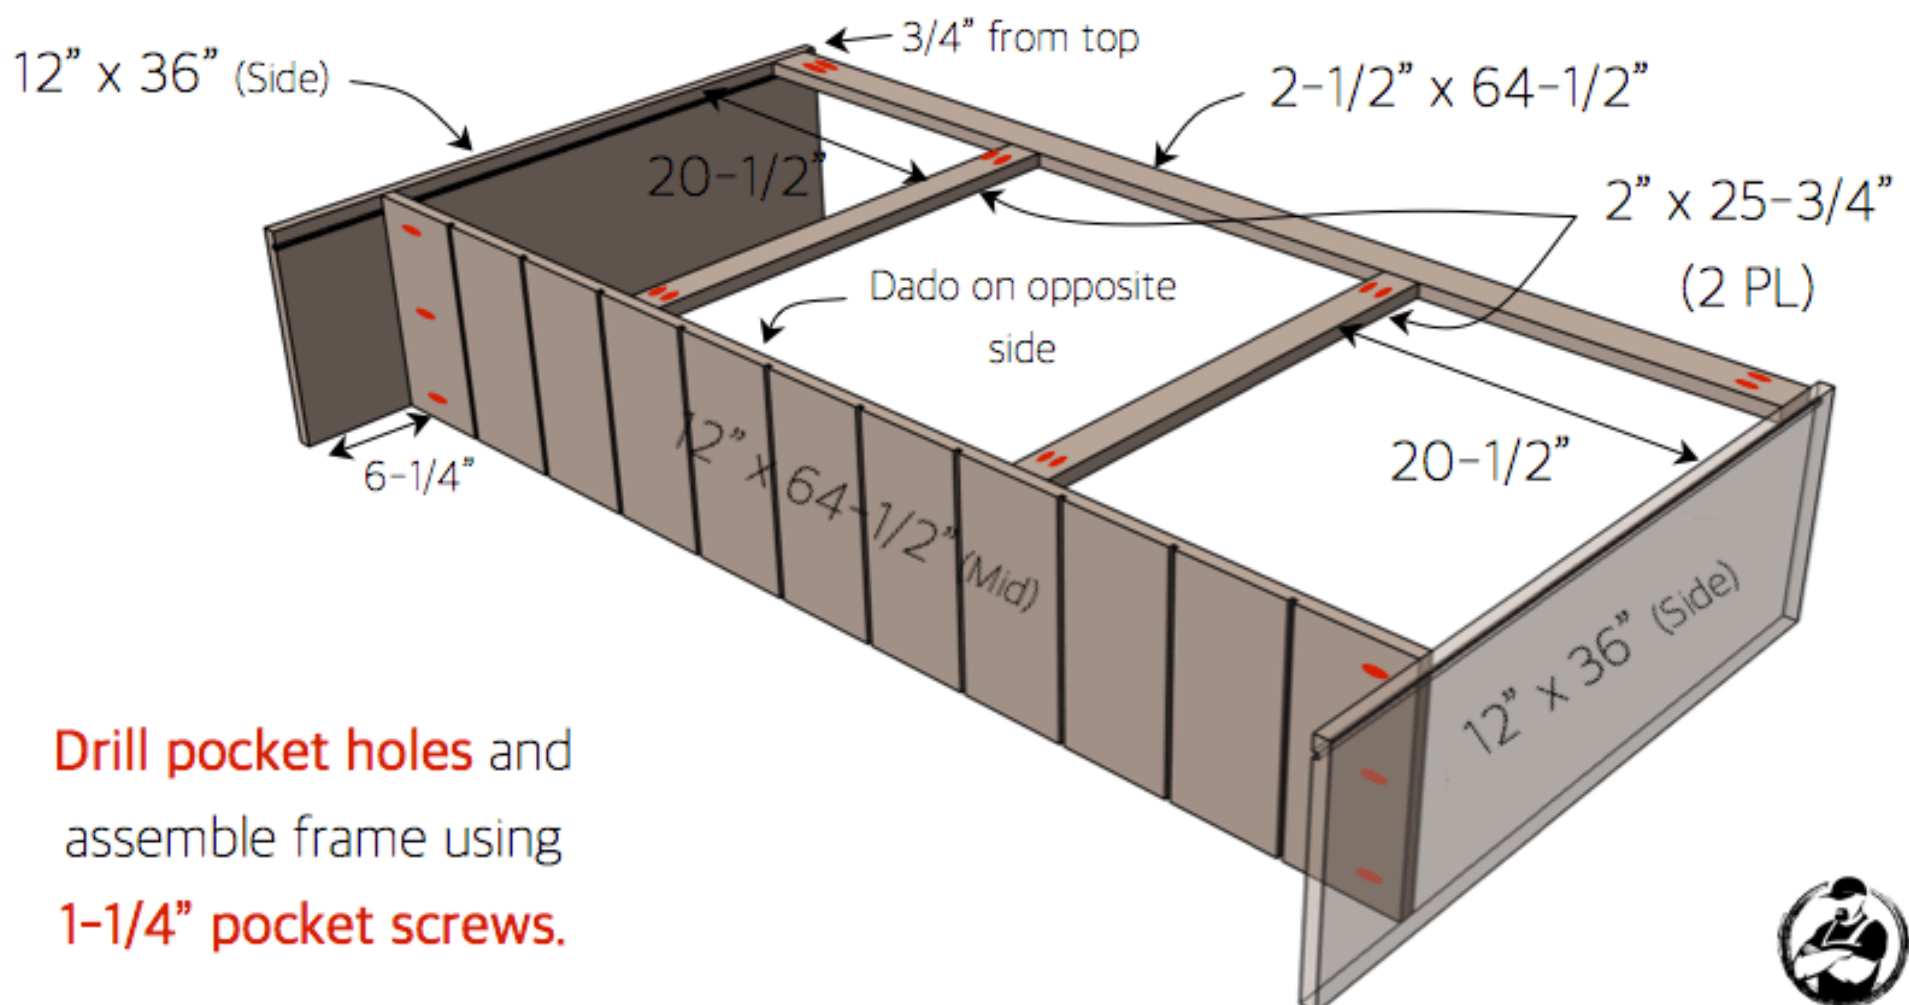 3/4” from top
12” x 36” (Side)
2-1/2” x 64-1/2”
20-1/2”
2” x 25-3/4”
(2 PL)
Dado on opposite
side
12” x 64-1/2” (Mid)
6-1/4”
20-1/2”
12” x 36” (Side)
Drill pocket holes and
assemble frame using
1-1/4” pocket screws.